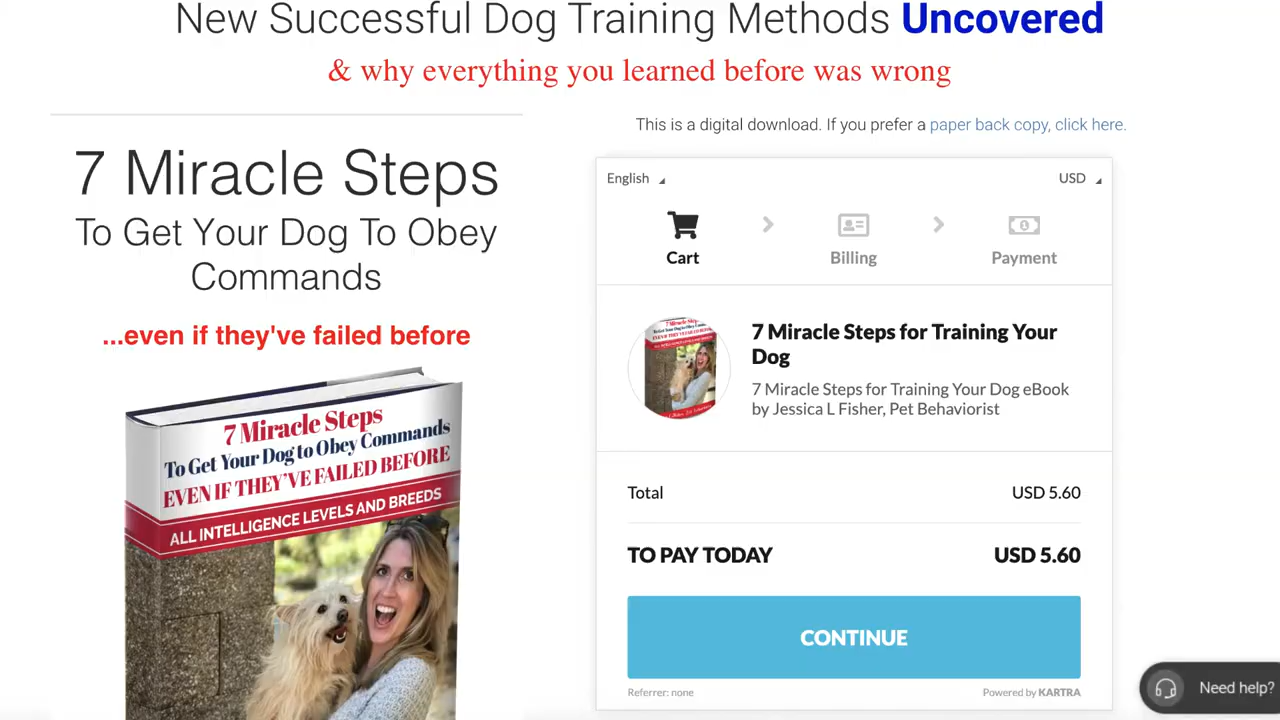 New Successful Dog Training Methods Uncovered
& why everything you learned before was wrong
7 Miracle Steps
To Get Your Dog To Obey
Commands
...even if they've failed before
7 Miracle Steps
To Get Your Dog to Obey Commands
EVEN IF THEY'VE FAILED BEFORE
ALL INTELLIGENCE LEVELS AND BREEDS
This is a digital download. If you prefer a paper back copy, click here.
English
USD
Cart
Billing
Payment
7 Miracle Steps for Training Your
Dog
7 Miracle Steps for Training Your Dog eBook
by Jessica L Fisher, Pet Behaviorist
Total
USD 5.60
TO PAY TODAY
USD 5.60
CONTINUE
Referrer: none
Powered by KARTRA
Need help?